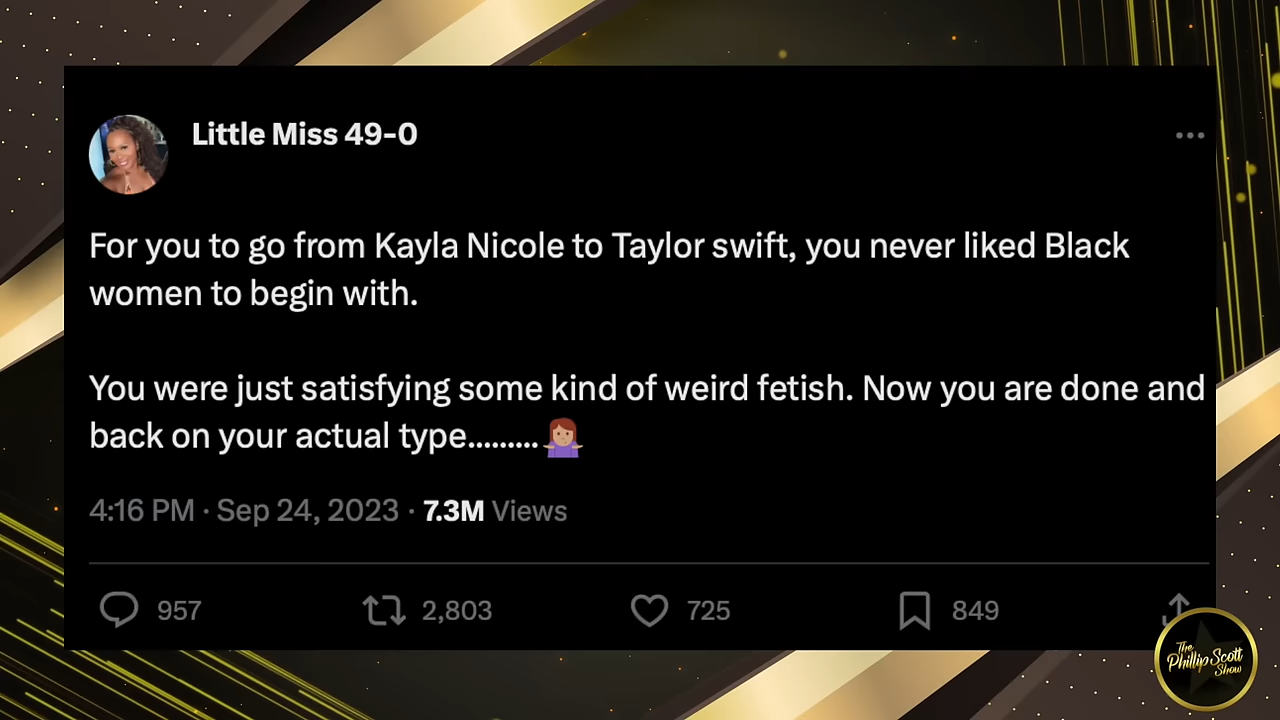 Little Miss 49-0
For you to go from Kayla Nicole to Taylor swift, you never liked Black
women to begin with.
You were just satisfying some kind of weird fetish. Now you are done and
back on your actual type.........🤷🏽‍♀️
4:16 PM · Sep 24, 2023 · 7.3M Views
957 2,803 725 849
The
Phillip Scott
Show